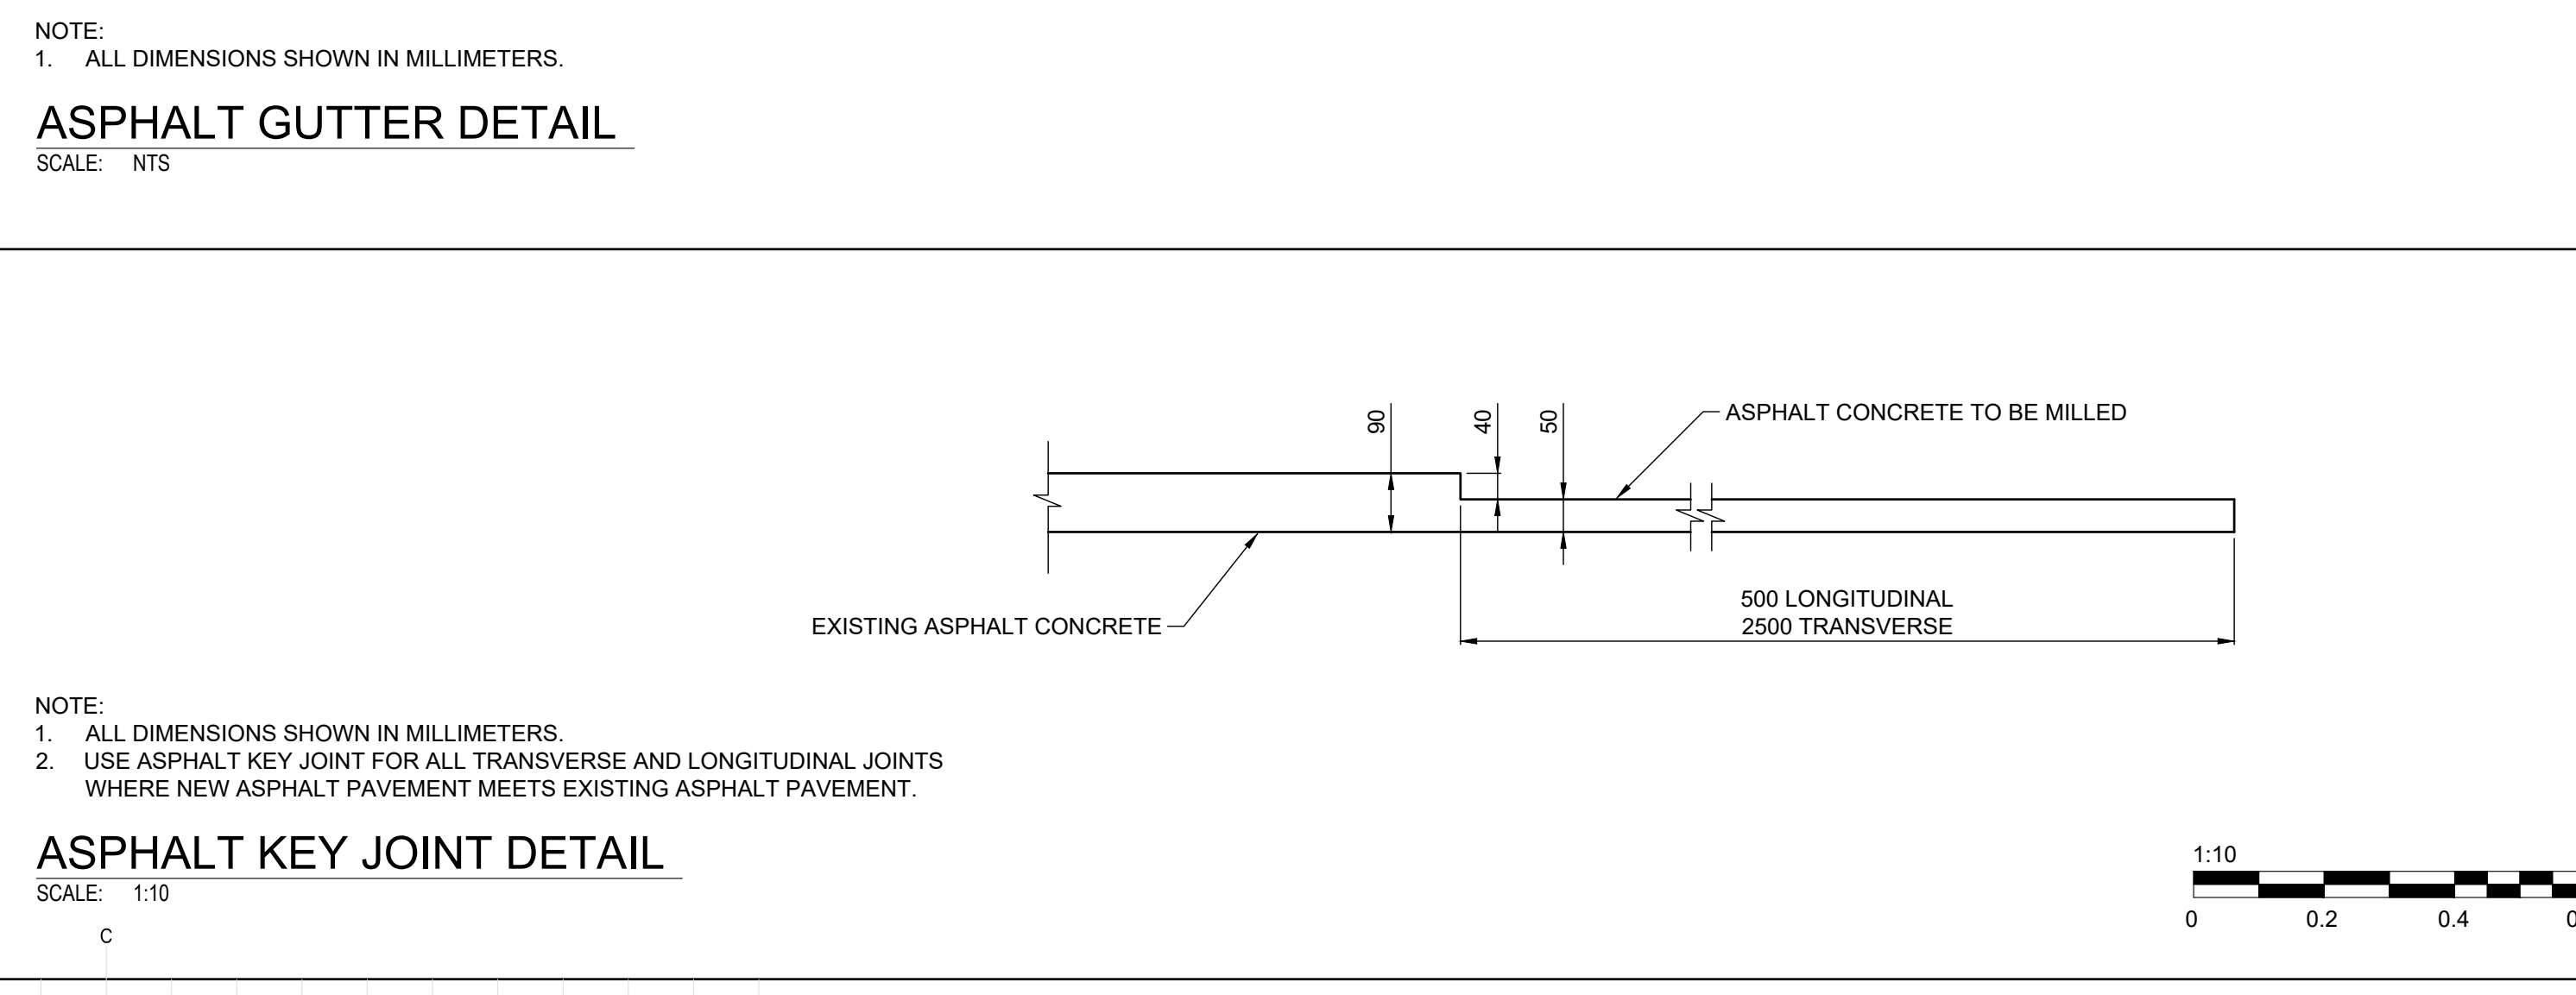 NOTE:
1. ALL DIMENSIONS SHOWN IN MILLIMETERS.
ASPHALT GUTTER DETAIL
SCALE: NTS
90
40
50
ASPHALT CONCRETE TO BE MILLED
500 LONGITUDINAL
2500 TRANSVERSE
EXISTING ASPHALT CONCRETE
NOTE:
1. ALL DIMENSIONS SHOWN IN MILLIMETERS.
2. USE ASPHALT KEY JOINT FOR ALL TRANSVERSE AND LONGITUDINAL JOINTS
WHERE NEW ASPHALT PAVEMENT MEETS EXISTING ASPHALT PAVEMENT.
ASPHALT KEY JOINT DETAIL
SCALE: 1:10
1:10
0 0.2 0.4
C